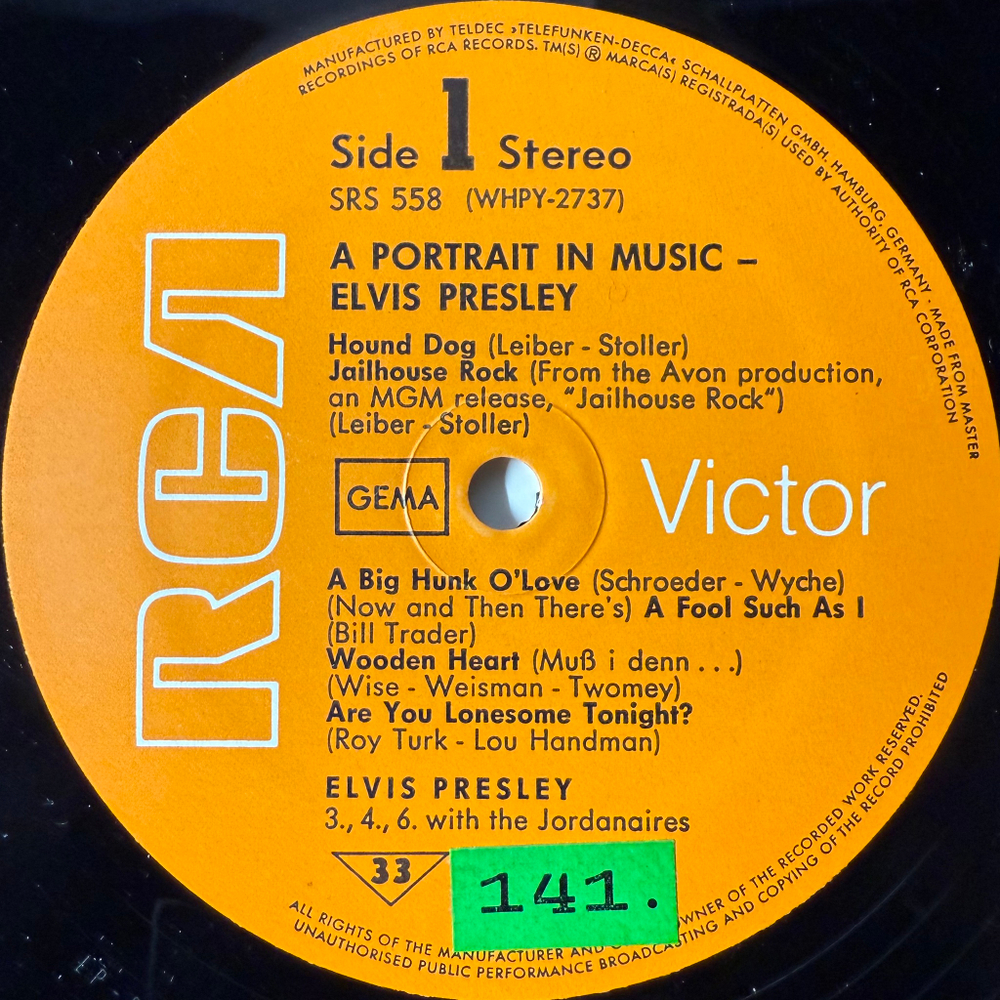 MANUFACTURED BY TELDEC ›TELEFUNKEN-DECCA‹ SCHALLPLATTEN GMBH, HAMBURG, GERMANY · MADE FROM MASTER
RECORDINGS OF RCA RECORDS. TM(S) ® MARCA(S) REGISTRADA(S) USED BY AUTHORITY OF RCA CORPORATION
Side 1 Stereo
SRS 558 (WHPY-2737)
A PORTRAIT IN MUSIC –
ELVIS PRESLEY
Hound Dog (Leiber - Stoller)
Jailhouse Rock (From the Avon production,
an MGM release, “Jailhouse Rock“)
(Leiber - Stoller)
RCA
GEMA
Victor
A Big Hunk O'Love (Schroeder - Wyche)
(Now and Then There's) A Fool Such As I
(Bill Trader)
Wooden Heart (Muß i denn . . .)
(Wise - Weisman - Twomey)
Are You Lonesome Tonight?
(Roy Turk - Lou Handman)
ELVIS PRESLEY
3., 4., 6. with the Jordanaires
33
141.
ALL RIGHTS OF THE MANUFACTURER AND OWNER OF THE RECORDED WORK RESERVED.
UNAUTHORISED PUBLIC PERFORMANCE BROADCASTING AND COPYING OF THE RECORD PROHIBITED